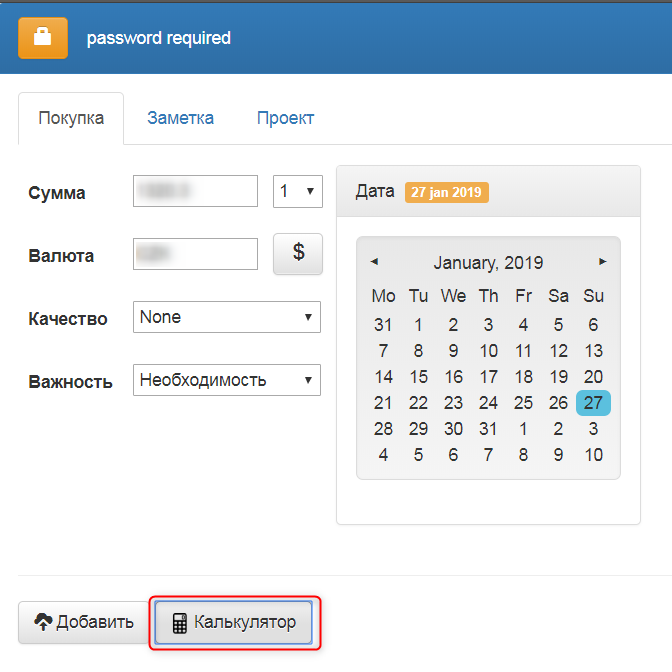 password required
Покупка Заметка Проект
Сумма 1
Валюта $
Качество None
Важность Необходимость
Дата 27 jan 2019
January, 2019
Mo Tu We Th Fr Sa Su
31 1 2 3 4 5 6
7 8 9 10 11 12 13
14 15 16 17 18 19 20
21 22 23 24 25 26 27
28 29 30 31 1 2 3
4 5 6 7 8 9 10
Добавить Калькулятор